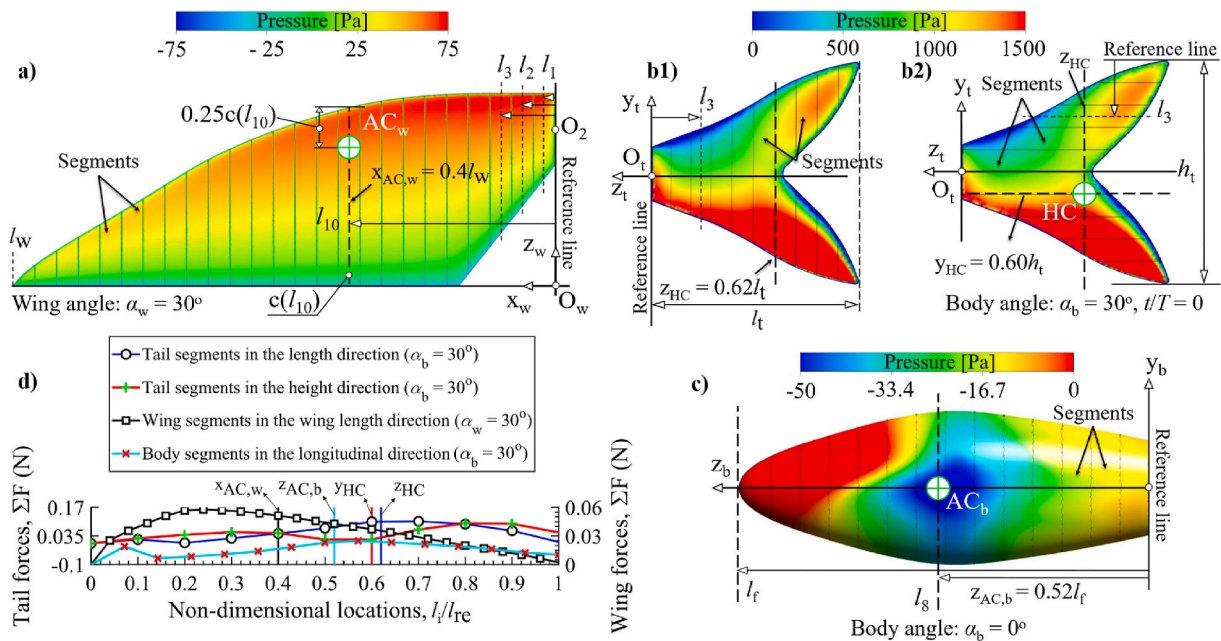 Pressure [Pa]
-75 -25 25 75
a)
l3 l2 l1
0.25c(l10)
ACw
O2
Segments
xAC,w = 0.4lw
Reference line
l10
lw
zw
Wing angle: αw = 30°
c(l10)
xw
Ow
Pressure [Pa]
0 500 1000 1500
b1)
yt
l3
Ot
zt
Segments
Reference line
zHC = 0.62lt
lt
b2)
Reference line
zHC
Segments
yt
l3
zt
ht
Ot
HC
yHC = 0.60ht
Body angle: αb = 30°, t/T = 0
d)
Tail segments in the length direction (αb = 30°)
Tail segments in the height direction (αb = 30°)
Wing segments in the wing length direction (αw = 30°)
Body segments in the longitudinal direction (αb = 30°)
Tail forces, ΣF (N)
xAC,w zAC,b yHC zHC
0.17 0.06
0.035 0.03
-0.1 0
0 0.1 0.2 0.3 0.4 0.5 0.6 0.7 0.8 0.9 1
Non-dimensional locations, li/lre
Wing forces, ΣF (N)
Pressure [Pa]
-50 -33.4 -16.7 0
c)
yb
Segments
zb
ACb
Reference line
lf
l8
zAC,b = 0.52lf
Body angle: αb = 0°